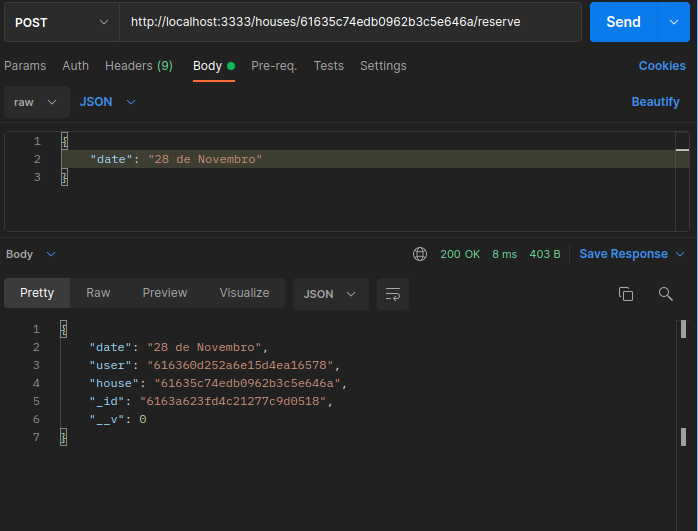 POST http://localhost:3333/houses/61635c74edb0962b3c5e646a/reserve Send
Params Auth Headers (9) Body Pre-req. Tests Settings Cookies
raw JSON Beautify
1 {
2 "date": "28 de Novembro"
3 }
Body 200 OK 8 ms 403 B Save Response
Pretty Raw Preview Visualize JSON
1 {
2 "date": "28 de Novembro",
3 "user": "616360d252a6e15d4ea16578",
4 "house": "61635c74edb0962b3c5e646a",
5 "_id": "6163a623fd4c21277c9d0518",
6 "__v": 0
7 }